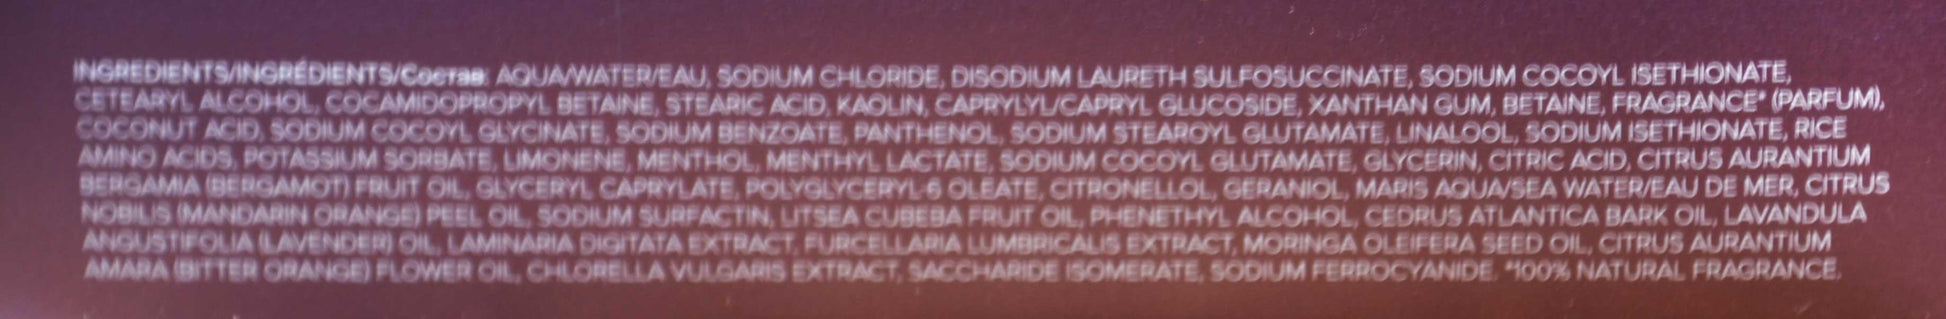 INGREDIENTS/INGRÉDIENTS/Состав: AQUA/WATER/EAU, SODIUM CHLORIDE, DISODIUM LAURETH SULFOSUCCINATE, SODIUM COCOYL ISETHIONATE,
CETEARYL ALCOHOL, COCAMIDOPROPYL BETAINE, STEARIC ACID, KAOLIN, CAPRYLYL/CAPRYL GLUCOSIDE, XANTHAN GUM, BETAINE, FRAGRANCE* (PARFUM),
COCONUT ACID, SODIUM COCOYL GLYCINATE, SODIUM BENZOATE, PANTHENOL, SODIUM STEAROYL GLUTAMATE, LINALOOL, SODIUM ISETHIONATE, RICE
AMINO ACIDS, POTASSIUM SORBATE, LIMONENE, MENTHOL, MENTHYL LACTATE, SODIUM COCOYL GLUTAMATE, GLYCERIN, CITRIC ACID, CITRUS AURANTIUM
BERGAMIA (BERGAMOT) FRUIT OIL, GLYCERYL CAPRYLATE, POLYGLYCERYL-6 OLEATE, CITRONELLOL, GERANIOL, MARIS AQUA/SEA WATER/EAU DE MER, CITRUS
NOBILIS (MANDARIN ORANGE) PEEL OIL, SODIUM SURFACTIN, LITSEA CUBEBA FRUIT OIL, PHENETHYL ALCOHOL, CEDRUS ATLANTICA BARK OIL, LAVANDULA
ANGUSTIFOLIA (LAVENDER) OIL, LAMINARIA DIGITATA EXTRACT, FURCELLARIA LUMBRICALIS EXTRACT, MORINGA OLEIFERA SEED OIL, CITRUS AURANTIUM
AMARA (BITTER ORANGE) FLOWER OIL, CHLORELLA VULGARIS EXTRACT, SACCHARIDE ISOMERATE, SODIUM FERROCYANIDE. *100% NATURAL FRAGRANCE.